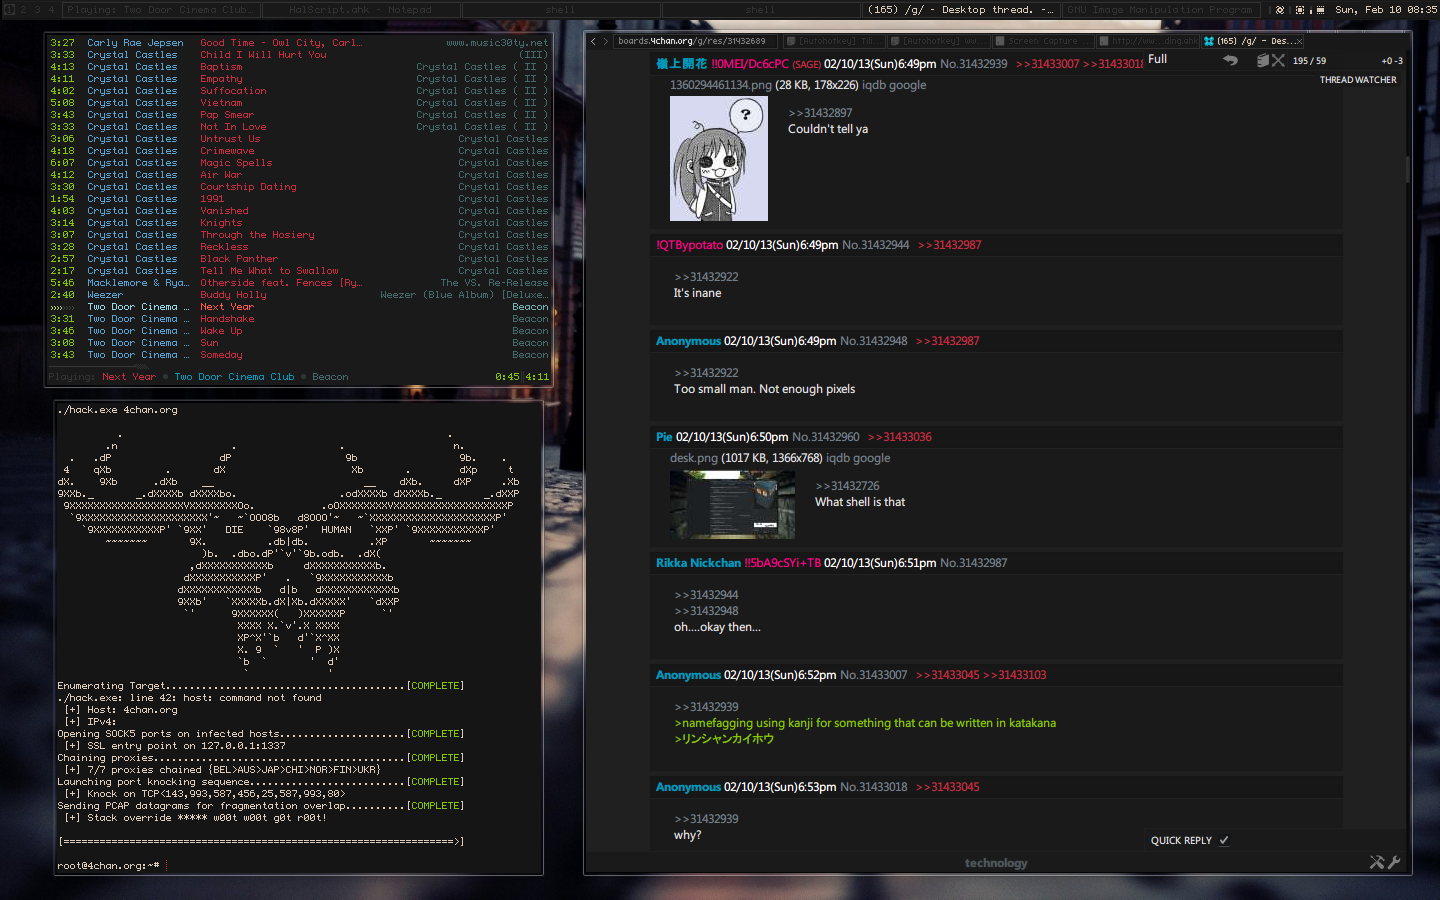 1 2 3 4 Playing: Two Door Cinema Club… HalScript.ahk - Notepad shell shell (165) /g/ - Desktop thread. -… GNU Image Manipulation Program Sun, Feb 10 08:35
3:27 Carly Rae Jepsen Good Time - Owl City, Carl… www.music30ty.net
3:33 Crystal Castles Child I Will Hurt You (III)
4:13 Crystal Castles Baptism Crystal Castles ( II )
4:11 Crystal Castles Empathy Crystal Castles ( II )
4:02 Crystal Castles Suffocation Crystal Castles ( II )
5:08 Crystal Castles Vietnam Crystal Castles ( II )
3:43 Crystal Castles Pap Smear Crystal Castles ( II )
3:33 Crystal Castles Not In Love Crystal Castles ( II )
3:06 Crystal Castles Untrust Us Crystal Castles
4:18 Crystal Castles Crimewave Crystal Castles
6:07 Crystal Castles Magic Spells Crystal Castles
4:12 Crystal Castles Air War Crystal Castles
3:30 Crystal Castles Courtship Dating Crystal Castles
1:54 Crystal Castles 1991 Crystal Castles
4:03 Crystal Castles Vanished Crystal Castles
3:14 Crystal Castles Knights Crystal Castles
3:07 Crystal Castles Through the Hosiery Crystal Castles
3:28 Crystal Castles Reckless Crystal Castles
2:57 Crystal Castles Black Panther Crystal Castles
2:17 Crystal Castles Tell Me What to Swallow Crystal Castles
5:46 Macklemore & Rya… Otherside feat. Fences [Ry… The VS. Re-Release
2:40 Weezer Buddy Holly Weezer (Blue Album) [Deluxe…
»»» Two Door Cinema … Next Year Beacon
3:31 Two Door Cinema … Handshake Beacon
3:46 Two Door Cinema … Wake Up Beacon
3:08 Two Door Cinema … Sun Beacon
3:43 Two Door Cinema … Someday Beacon
Playing: Next Year • Two Door Cinema Club • Beacon 0:45 4:11
./hack.exe 4chan.org
DIE HUMAN
Enumerating Target........................................[COMPLETE]
./hack.exe: line 42: host: command not found
[+] Host: 4chan.org
[+] IPv4:
Opening SOCK5 ports on infected hosts.....................[COMPLETE]
[+] SSL entry point on 127.0.0.1:1337
Chaining proxies..........................................[COMPLETE]
[+] 7/7 proxies chained {BEL>AUS>JAP>CHI>NOR>FIN>UKR}
Launching port knocking sequence..........................[COMPLETE]
[+] Knock on TCP<143,993,587,456,25,587,993,80>
Sending PCAP datagrams for fragmentation overlap..........[COMPLETE]
[+] Stack override ***** w00t w00t g0t r00t!
[=================================================================>]
root@4chan.org:~#
< > boards.4chan.org/g/res/31432689 [Autohotkey] [Autohotkey] Screen Capture (165) /g/ - Des…
嶺上開花 !!0MEI/Dc6cPC (SAGE) 02/10/13(Sun)6:49pm No.31432939 >>31433007 >>31433018 Full 195 / 59 +0 -3
THREAD WATCHER
1360294461134.png (28 KB, 178x226) iqdb google
?
>>31432897
Couldn't tell ya
!QTBypotato 02/10/13(Sun)6:49pm No.31432944 >>31432987
>>31432922
It's inane
Anonymous 02/10/13(Sun)6:49pm No.31432948 >>31432987
>>31432922
Too small man. Not enough pixels
Pie 02/10/13(Sun)6:50pm No.31432960 >>31433036
desk.png (1017 KB, 1366x768) iqdb google
>>31432726
What shell is that
Rikka Nickchan !!5bA9cSYi+TB 02/10/13(Sun)6:51pm No.31432987
>>31432944
>>31432948
oh....okay then...
Anonymous 02/10/13(Sun)6:52pm No.31433007 >>31433045 >>31433103
>>31432939
>namefagging using kanji for something that can be written in katakana
>リンシャンカイホウ
Anonymous 02/10/13(Sun)6:53pm No.31433018 >>31433045
>>31432939
why?
QUICK REPLY
technology